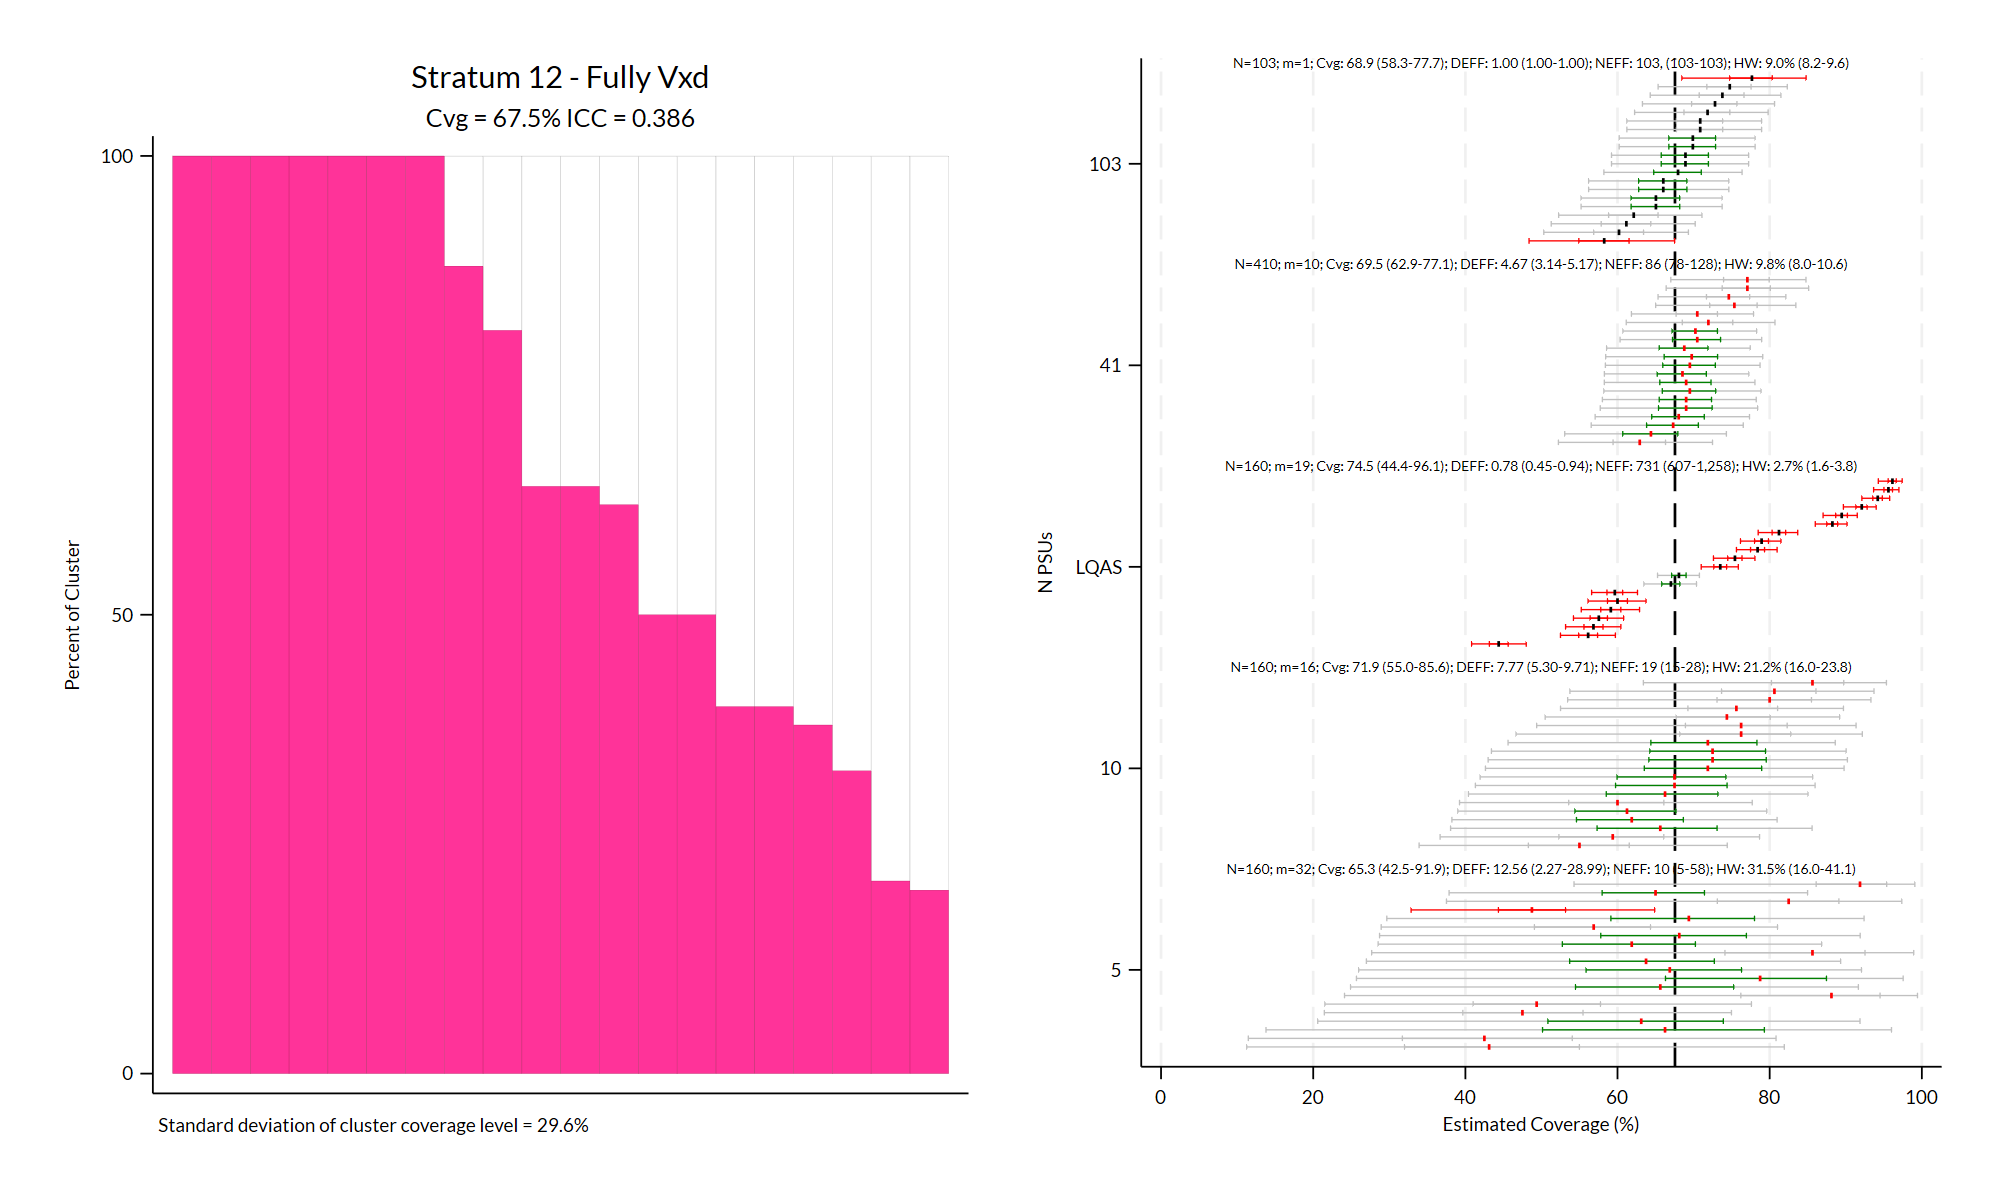 Stratum 12 - Fully Vxd
Cvg = 67.5% ICC = 0.386
100
50
0
Percent of Cluster
Standard deviation of cluster coverage level = 29.6%
N=103; m=1; Cvg: 68.9 (58.3-77.7); DEFF: 1.00 (1.00-1.00); NEFF: 103, (103-103); HW: 9.0% (8.2-9.6)
103
N=410; m=10; Cvg: 69.5 (62.9-77.1); DEFF: 4.67 (3.14-5.17); NEFF: 86 (78-128); HW: 9.8% (8.0-10.6)
41
N=160; m=19; Cvg: 74.5 (44.4-96.1); DEFF: 0.78 (0.45-0.94); NEFF: 731 (607-1,258); HW: 2.7% (1.6-3.8)
LQAS
N=160; m=16; Cvg: 71.9 (55.0-85.6); DEFF: 7.77 (5.30-9.71); NEFF: 19 (15-28); HW: 21.2% (16.0-23.8)
10
N=160; m=32; Cvg: 65.3 (42.5-91.9); DEFF: 12.56 (2.27-28.99); NEFF: 10 (5-58); HW: 31.5% (16.0-41.1)
5
N PSUs
0 20 40 60 80 100
Estimated Coverage (%)